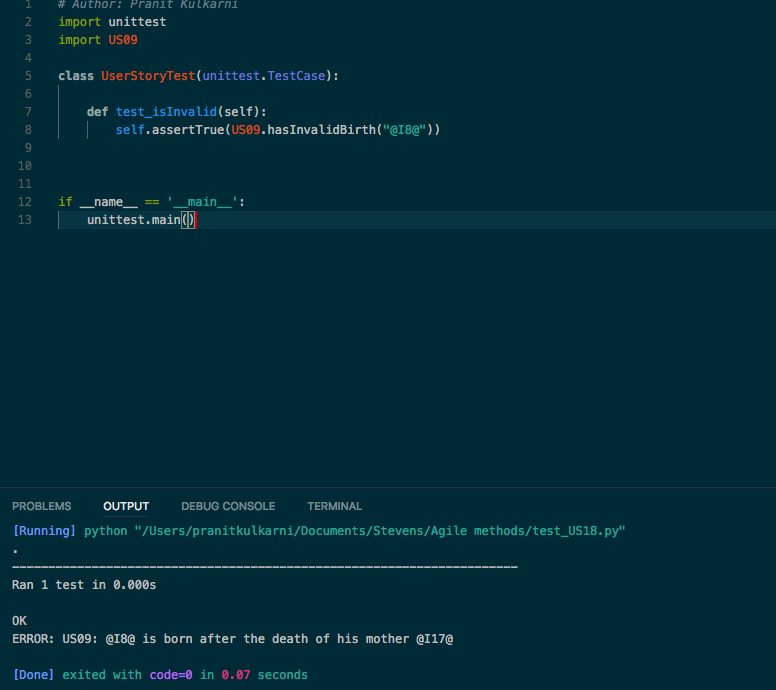 1 # Author: Pranit Kulkarni
2 import unittest
3 import US09
4
5 class UserStoryTest(unittest.TestCase):
6
7 def test_isInvalid(self):
8 self.assertTrue(US09.hasInvalidBirth("@I8@"))
9
10
11
12 if __name__ == '__main__':
13 unittest.main()
PROBLEMS OUTPUT DEBUG CONSOLE TERMINAL
[Running] python "/Users/pranitkulkarni/Documents/Stevens/Agile methods/test_US18.py"
.
----------------------------------------------------------------------
Ran 1 test in 0.000s
OK
ERROR: US09: @I8@ is born after the death of his mother @I17@
[Done] exited with code=0 in 0.07 seconds